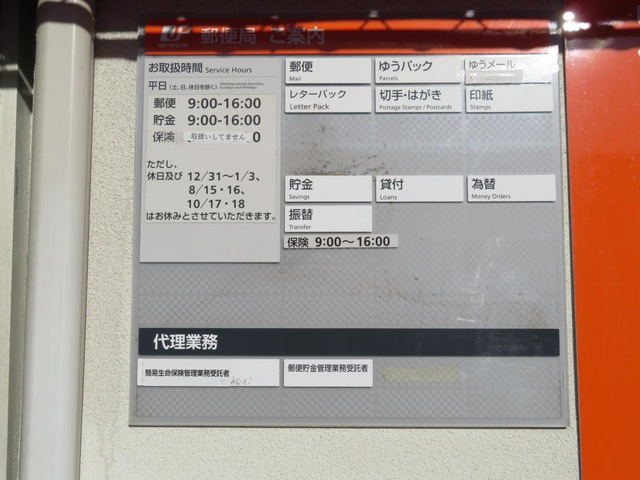 JP
NETWORK
郵便局 ご案内
お取扱時間 Service Hours
平日 (土、日、休日を除く)
郵便 9:00-16:00
貯金 9:00-16:00
保険 取扱いしてません 0
ただし、
休日及び 12/31～1/3、
8/15・16、
10/17・18
はお休みとさせていただきます。
郵便
Mail
ゆうパック
Parcels
ゆうメール
レターパック
Letter Pack
切手・はがき
Postage Stamps / Postcards
印紙
Stamps
貯金
Savings
貸付
Loans
為替
Money Orders
振替
Transfer
保険 9:00～16:00
代理業務
簡易生命保険管理業務受託者
郵便貯金管理業務受託者